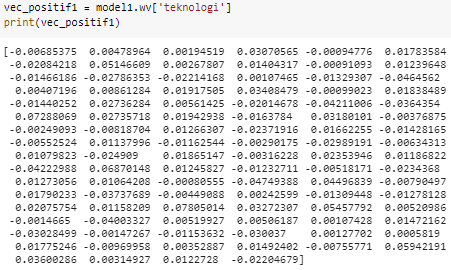 vec_positif1 = model1.wv['teknologi']
print(vec_positif1)
[-0.00685375 0.00478964 0.00194519 0.03070565 -0.00094776 0.01783584
-0.02084218 0.05146609 0.00267807 0.01404317 -0.00091093 0.01239648
-0.01466186 -0.02786353 -0.02214168 0.00107465 -0.01329307 -0.0464562
0.00407196 0.00861284 0.01917505 0.03408479 -0.00099023 0.01838489
-0.01440252 0.02736284 0.00561425 -0.02014678 -0.04211006 -0.0364354
0.07288069 0.02735718 0.01942938 -0.0163784 0.03180101 -0.00376875
-0.00249093 -0.00818704 0.01266307 -0.02371916 0.01662255 -0.01428165
-0.00552524 0.01137996 -0.01162544 -0.00290175 -0.02989191 -0.00634313
0.01079823 -0.024909 0.01865147 -0.00316228 0.02353946 0.01186822
-0.04222988 0.06870148 0.01245827 -0.01232711 -0.00518171 -0.0234368
0.01273056 0.01064208 -0.00080555 -0.04749388 0.04496839 -0.00790497
0.01790233 -0.03737689 -0.00449088 0.00242599 -0.01309448 -0.01278128
0.02075754 0.01158209 0.07805014 0.03272307 0.05457792 0.00520986
-0.0014665 -0.04003327 0.00519927 0.00506187 0.00107428 0.01472162
-0.03028499 -0.00147267 -0.01153632 -0.030037 0.00127702 0.0005819
0.01775246 -0.00969958 0.00352887 0.01492402 -0.00755771 0.05942191
0.03600286 0.00314927 0.0122728 -0.02204679]